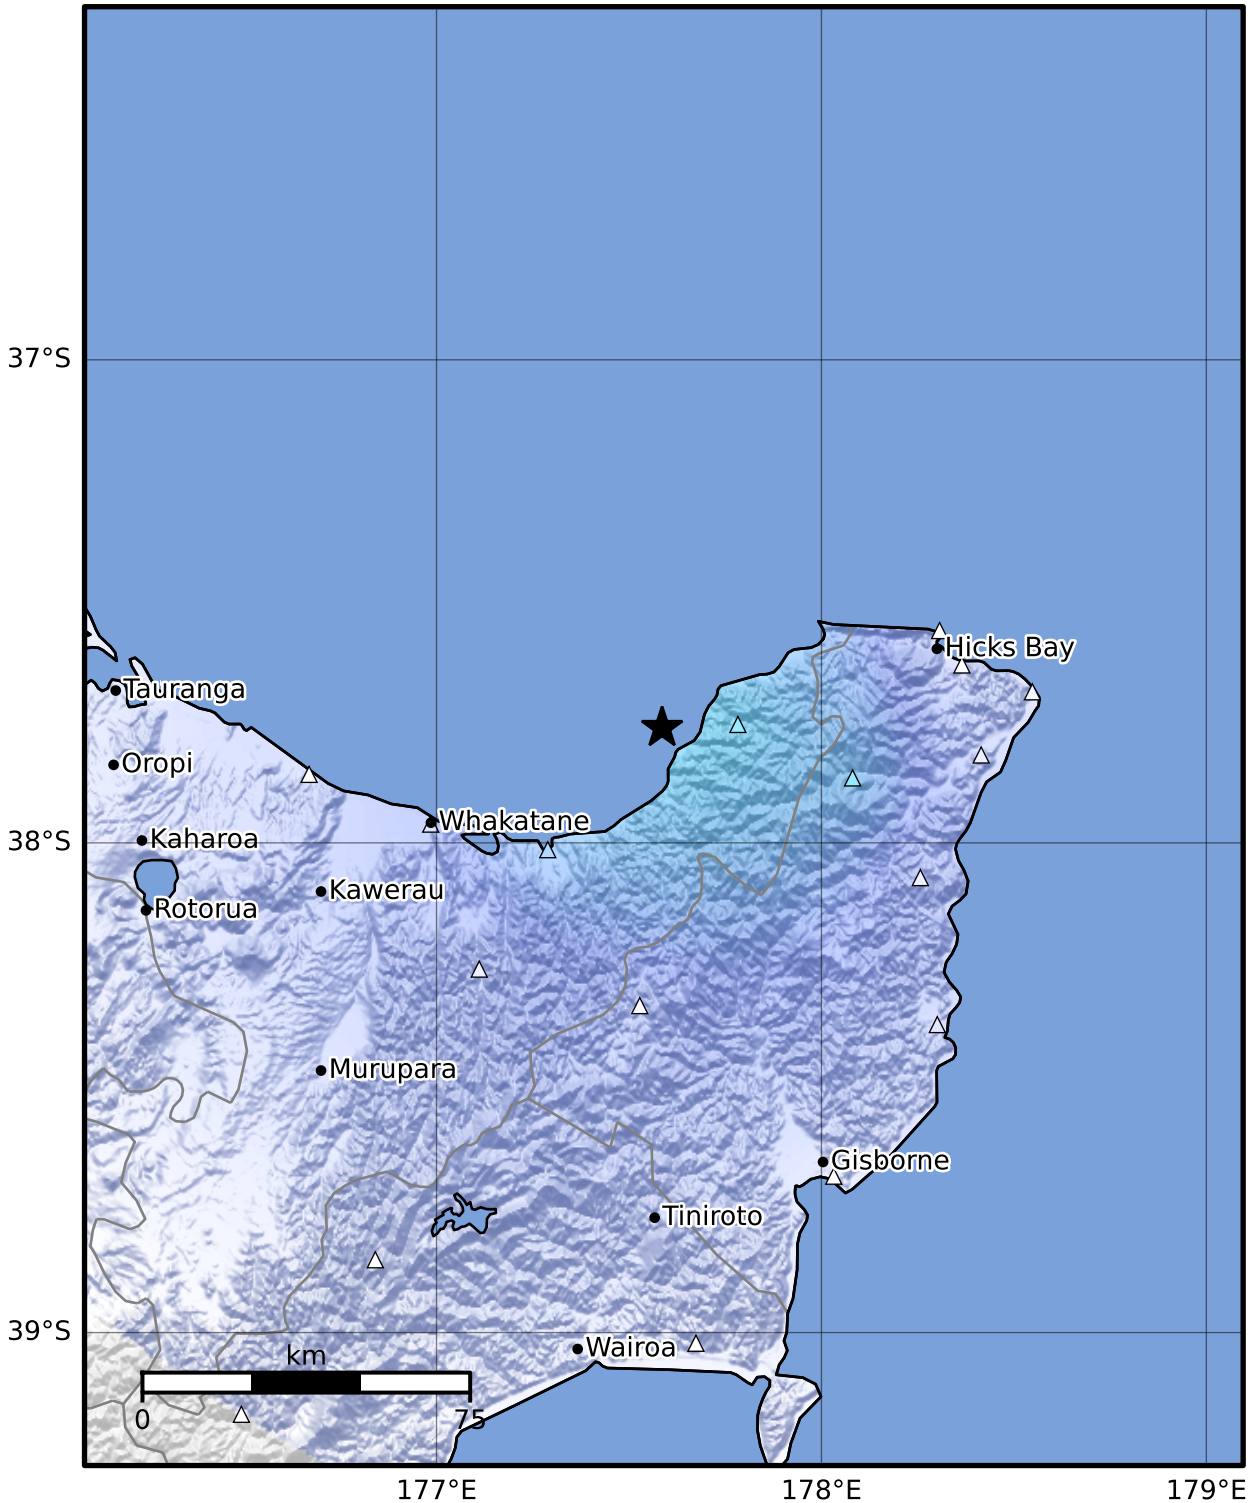 37°S
Hicks Bay
Tauranga
Oropi
Whakatane
38°S
Kaharoa
Kawerau
Rotorua
Murupara
Gisborne
Tiniroto
39°S
Wairoa
km
0
75
177°E
178°E
179°E